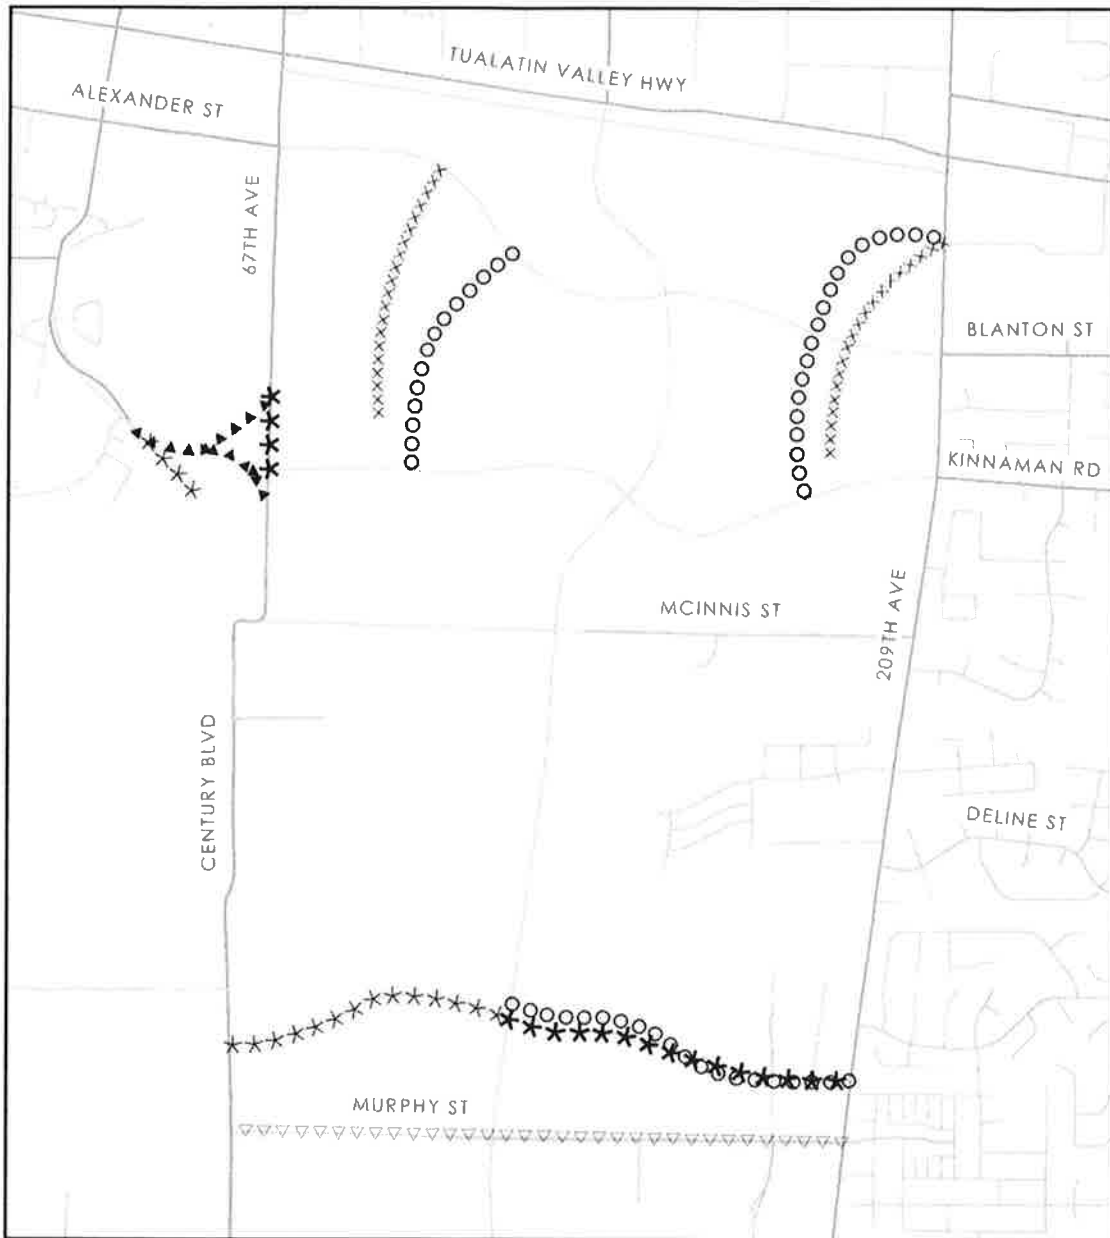 TUALATIN VALLEY HWY
ALEXANDER ST
67TH AVE
BLANTON ST
KINNAMAN RD
MCINNIS ST
209TH AVE
CENTURY BLVD
DELINE ST
MURPHY ST